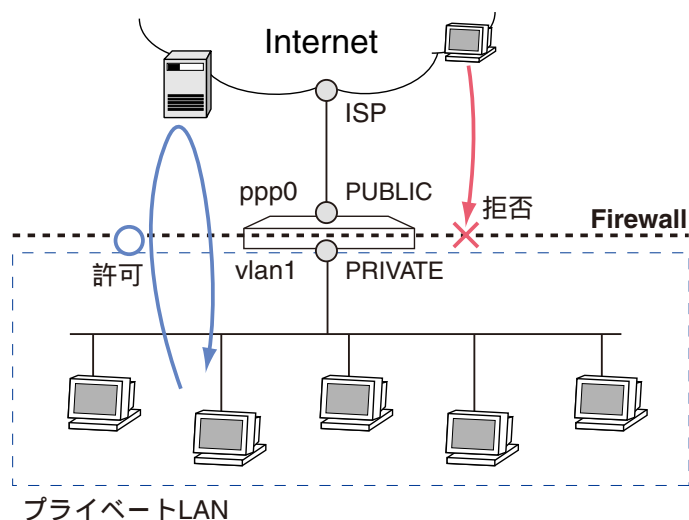 Internet
ISP
ppp0 PUBLIC
拒否
Firewall
許可
vlan1 PRIVATE
プライベートLAN